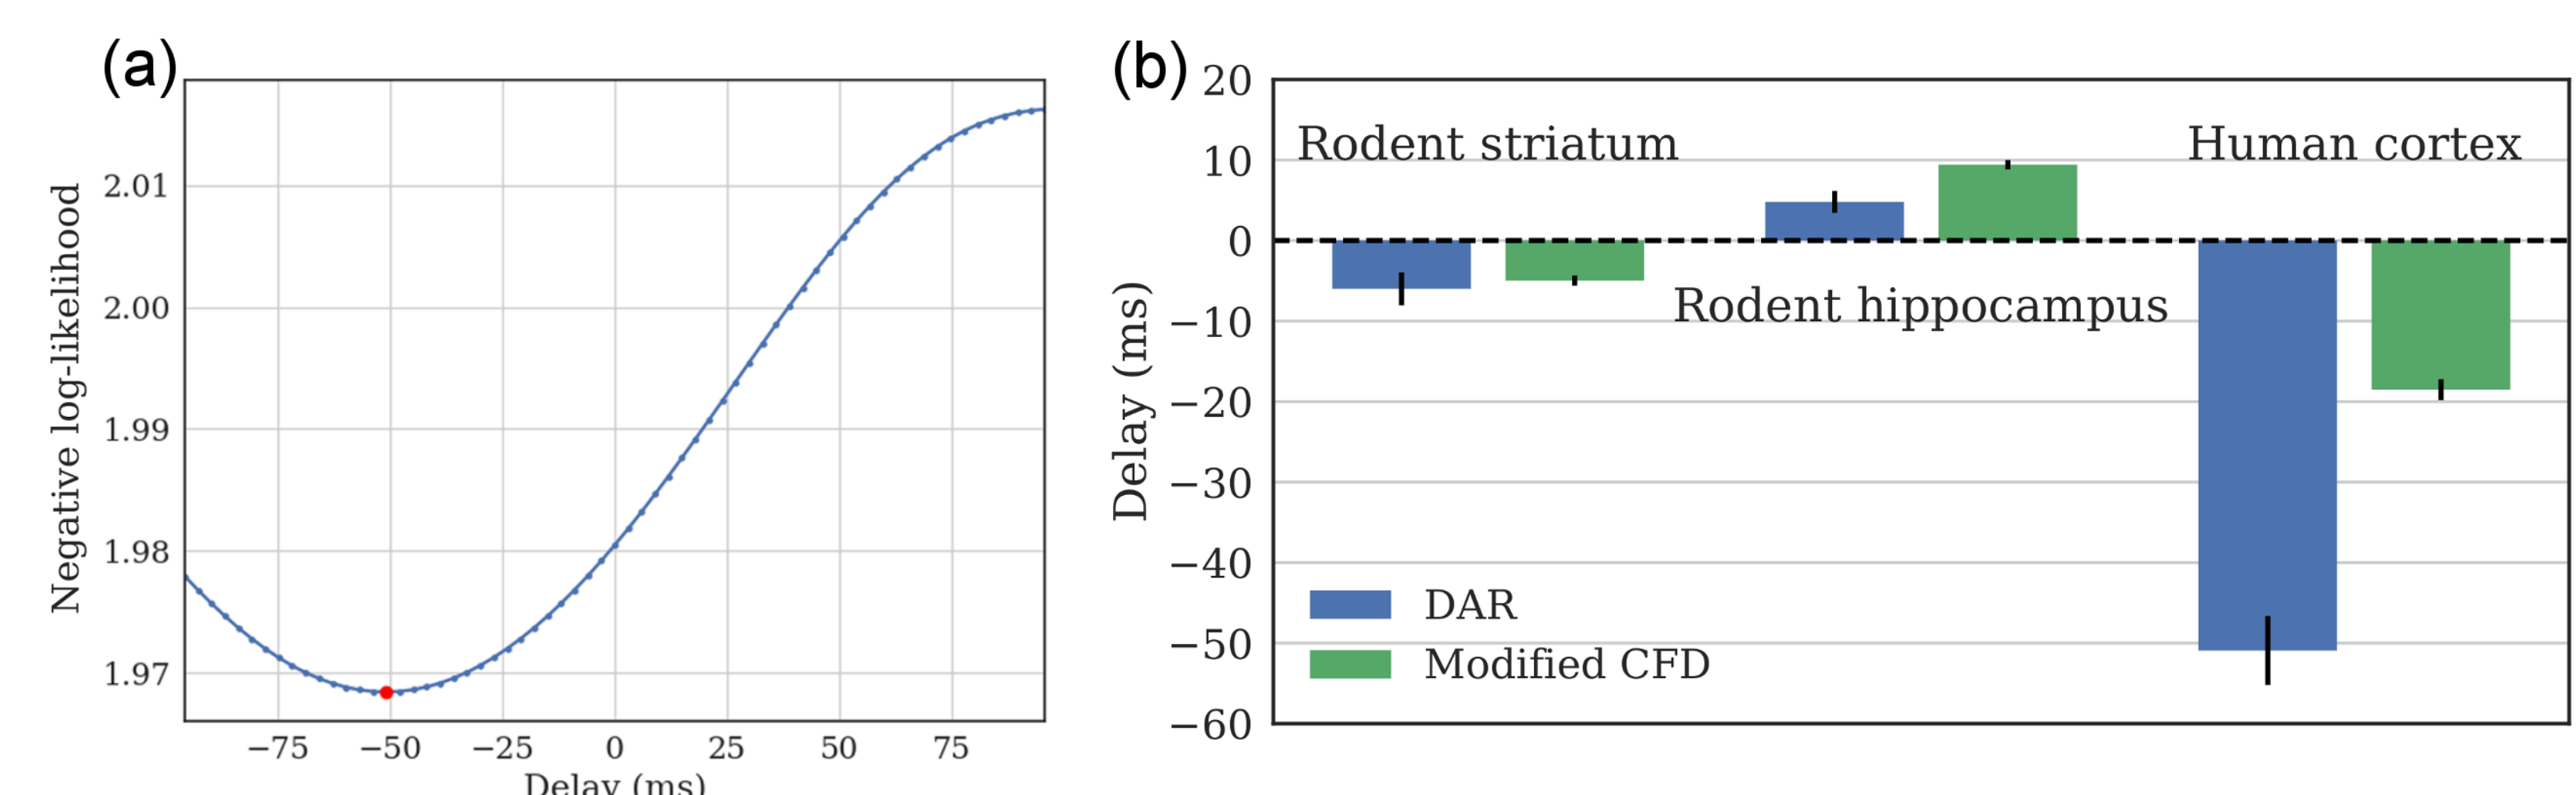 (a)
Negative log-likelihood
2.01
2.00
1.99
1.98
1.97
−75 −50 −25 0 25 50 75
Delay (ms)
(b)
Delay (ms)
20
10
0
−10
−20
−30
−40
−50
−60
Rodent striatum
Human cortex
Rodent hippocampus
DAR
Modified CFD